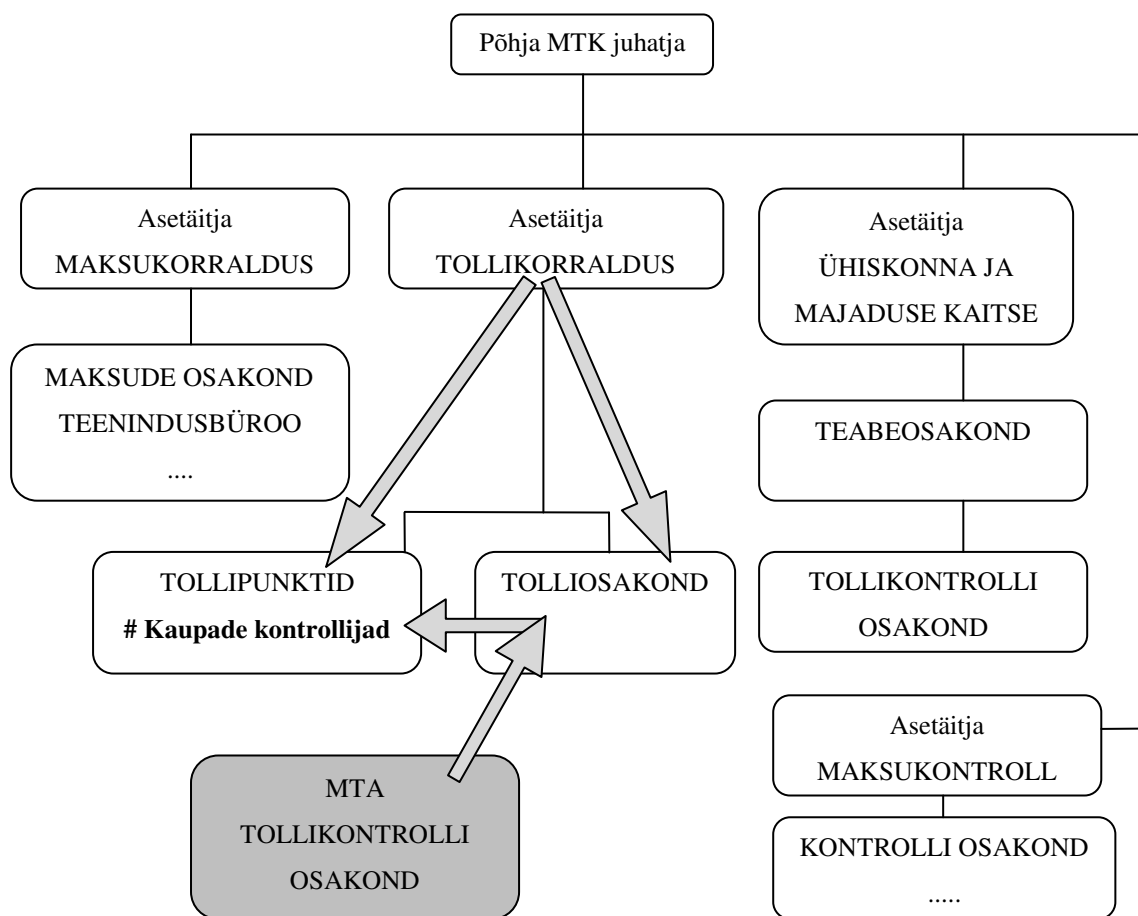 Põhja MTK juhatja
Asetäitja
MAKSUKORRALDUS
Asetäitja
TOLLIKORRALDUS
Asetäitja
ÜHISKONNA JA
MAJADUSE KAITSE
MAKSUDE OSAKOND
TEENINDUSBÜROO
....
TEABEOSAKOND
TOLLIPUNKTID
# Kaupade kontrollijad
TOLLIOSAKOND
TOLLIKONTROLLI
OSAKOND
MTA
TOLLIKONTROLLI
OSAKOND
Asetäitja
MAKSUKONTROLL
KONTROLLI OSAKOND
.....